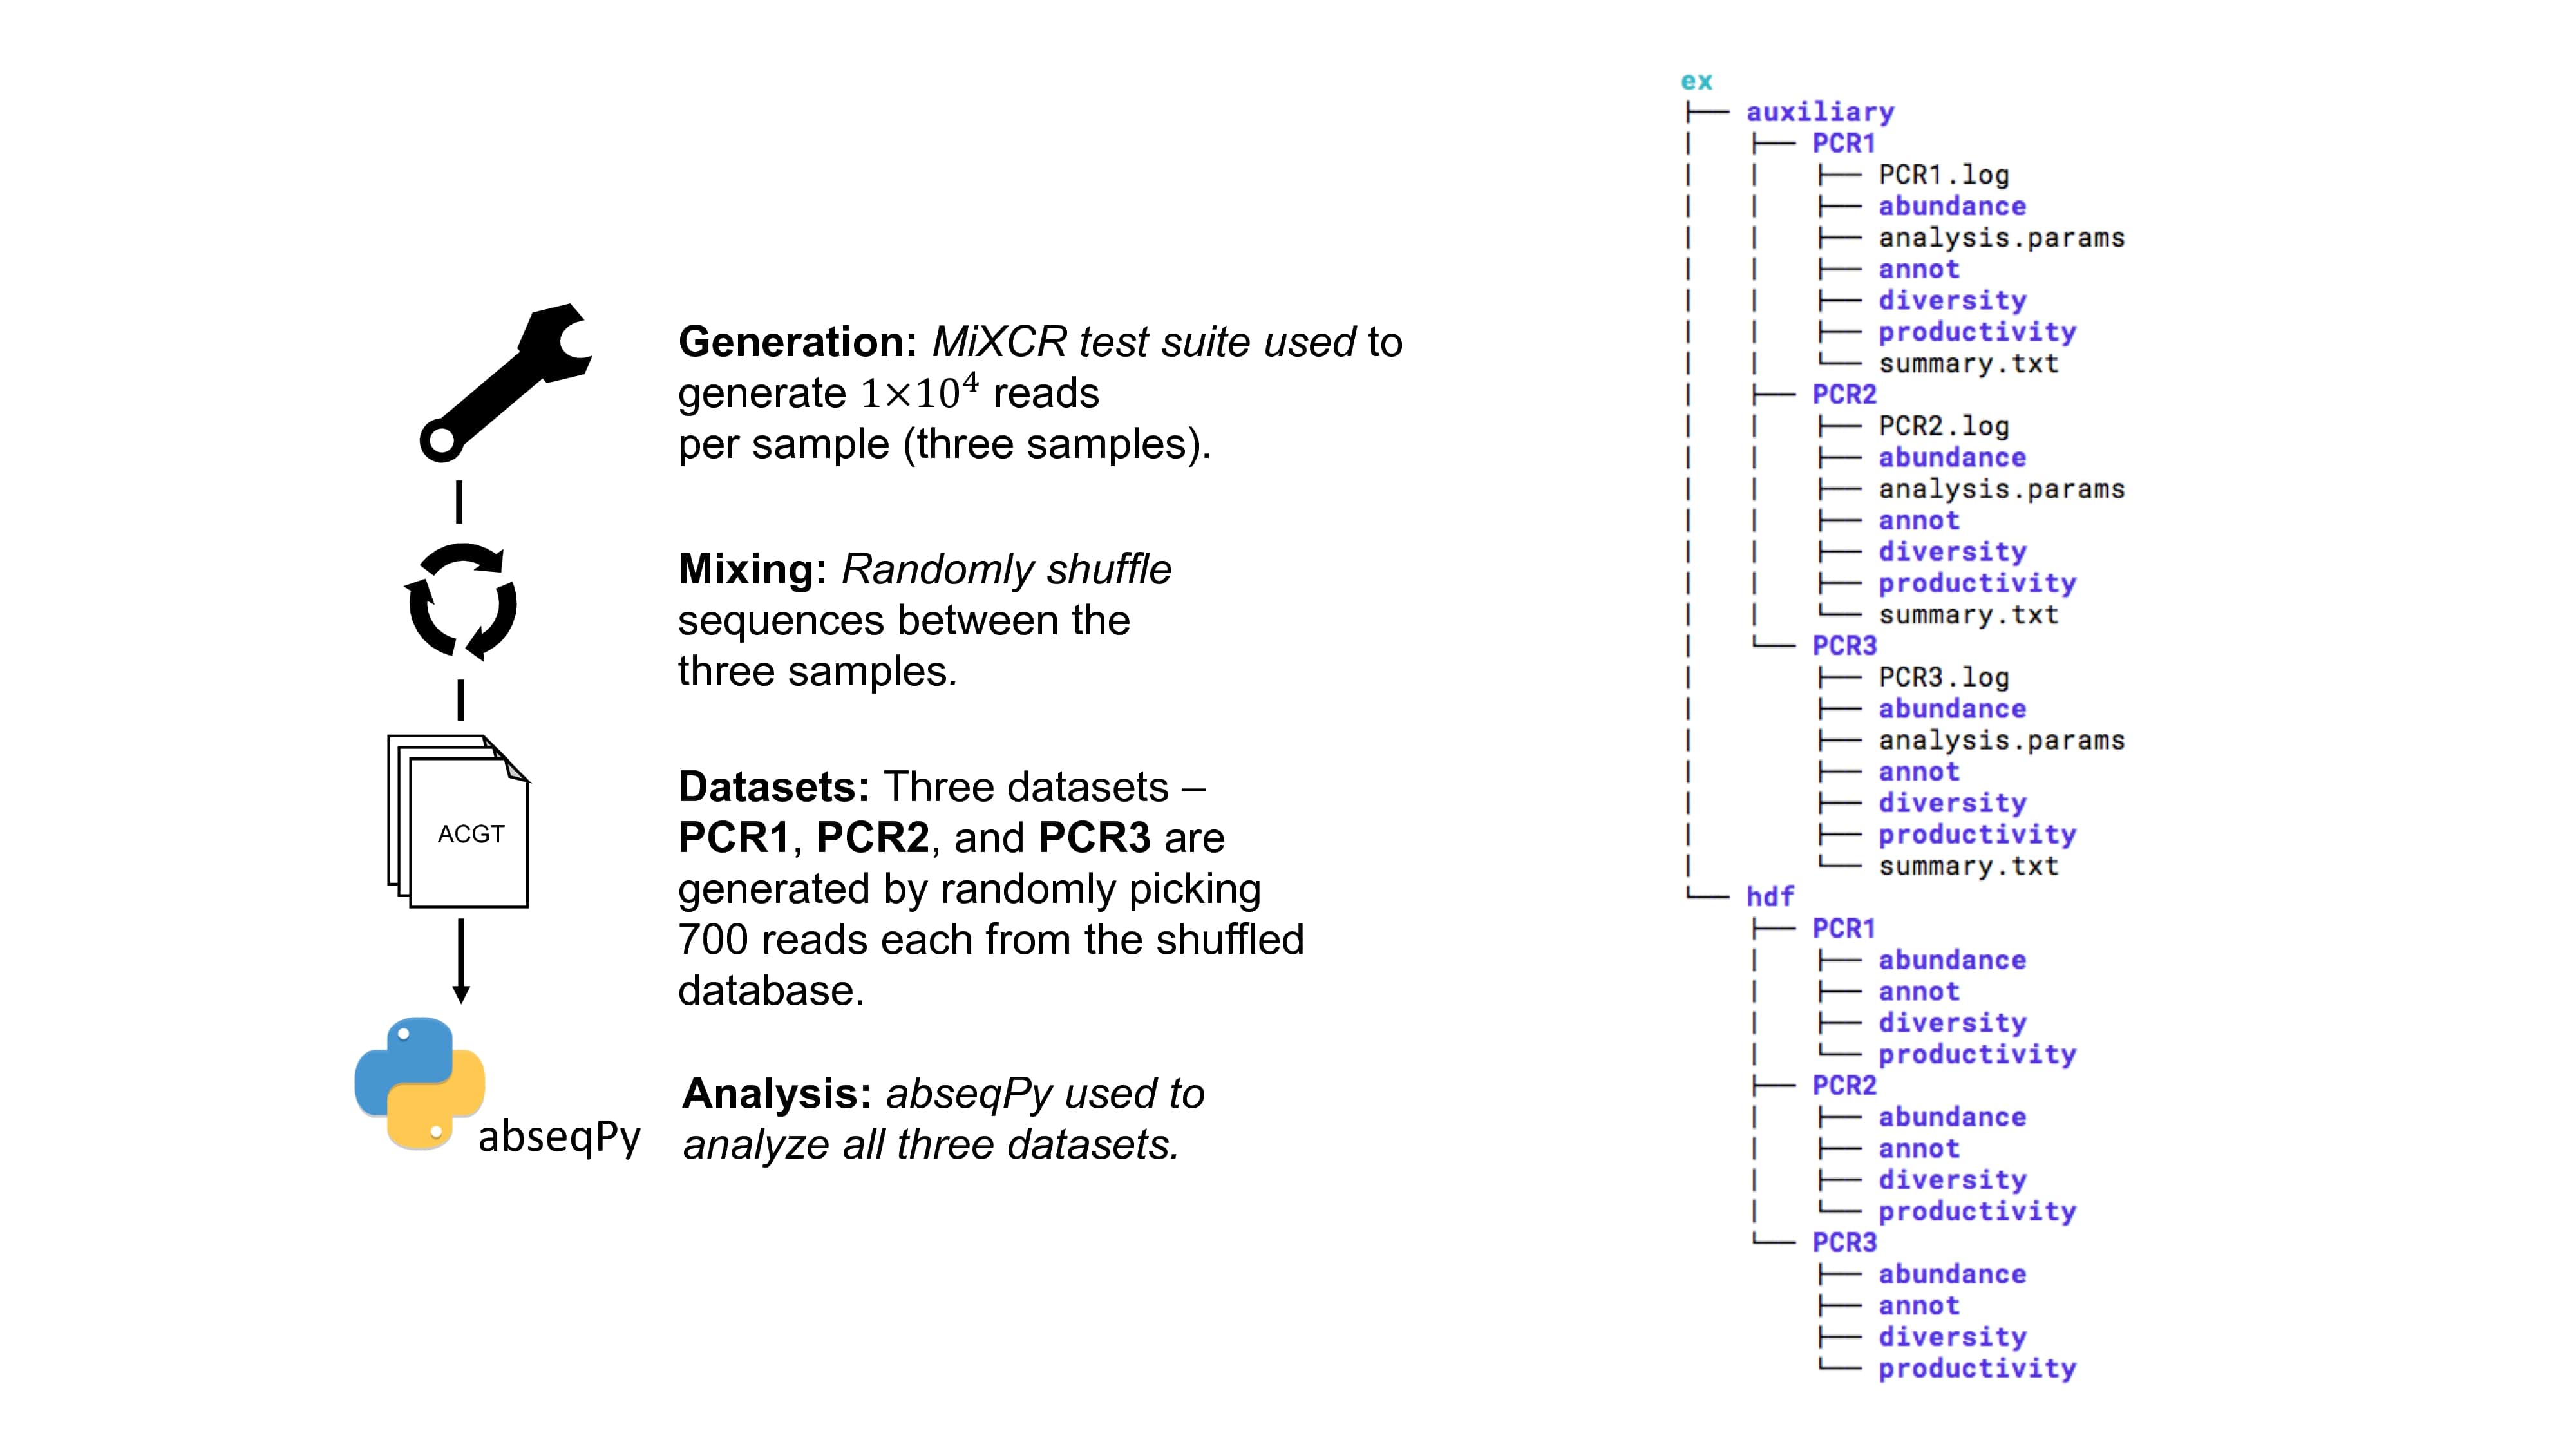 Generation: MiXCR test suite used to
generate 1×10⁴ reads
per sample (three samples).
Mixing: Randomly shuffle
sequences between the
three samples.
ACGT
Datasets: Three datasets –
PCR1, PCR2, and PCR3 are
generated by randomly picking
700 reads each from the shuffled
database.
abseqPy
Analysis: abseqPy used to
analyze all three datasets.
ex
├── auxiliary
│   ├── PCR1
│   │   ├── PCR1.log
│   │   ├── abundance
│   │   ├── analysis.params
│   │   ├── annot
│   │   ├── diversity
│   │   ├── productivity
│   │   └── summary.txt
│   ├── PCR2
│   │   ├── PCR2.log
│   │   ├── abundance
│   │   ├── analysis.params
│   │   ├── annot
│   │   ├── diversity
│   │   ├── productivity
│   │   └── summary.txt
│   └── PCR3
│       ├── PCR3.log
│       ├── abundance
│       ├── analysis.params
│       ├── annot
│       ├── diversity
│       ├── productivity
│       └── summary.txt
└── hdf
    ├── PCR1
    │   ├── abundance
    │   ├── annot
    │   ├── diversity
    │   └── productivity
    ├── PCR2
    │   ├── abundance
    │   ├── annot
    │   ├── diversity
    │   └── productivity
    └── PCR3
        ├── abundance
        ├── annot
        ├── diversity
        └── productivity